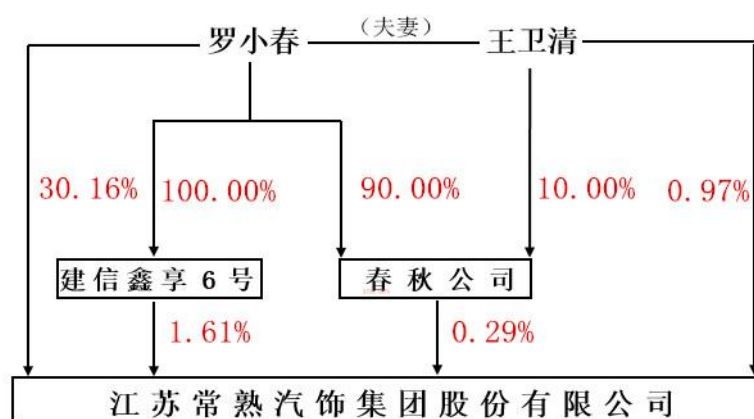 罗小春 （夫妻） 王卫清
30.16% 100.00% 90.00% 10.00% 0.97%
建信鑫享 6 号 春秋公司
1.61% 0.29%
江苏常熟汽饰集团股份有限公司